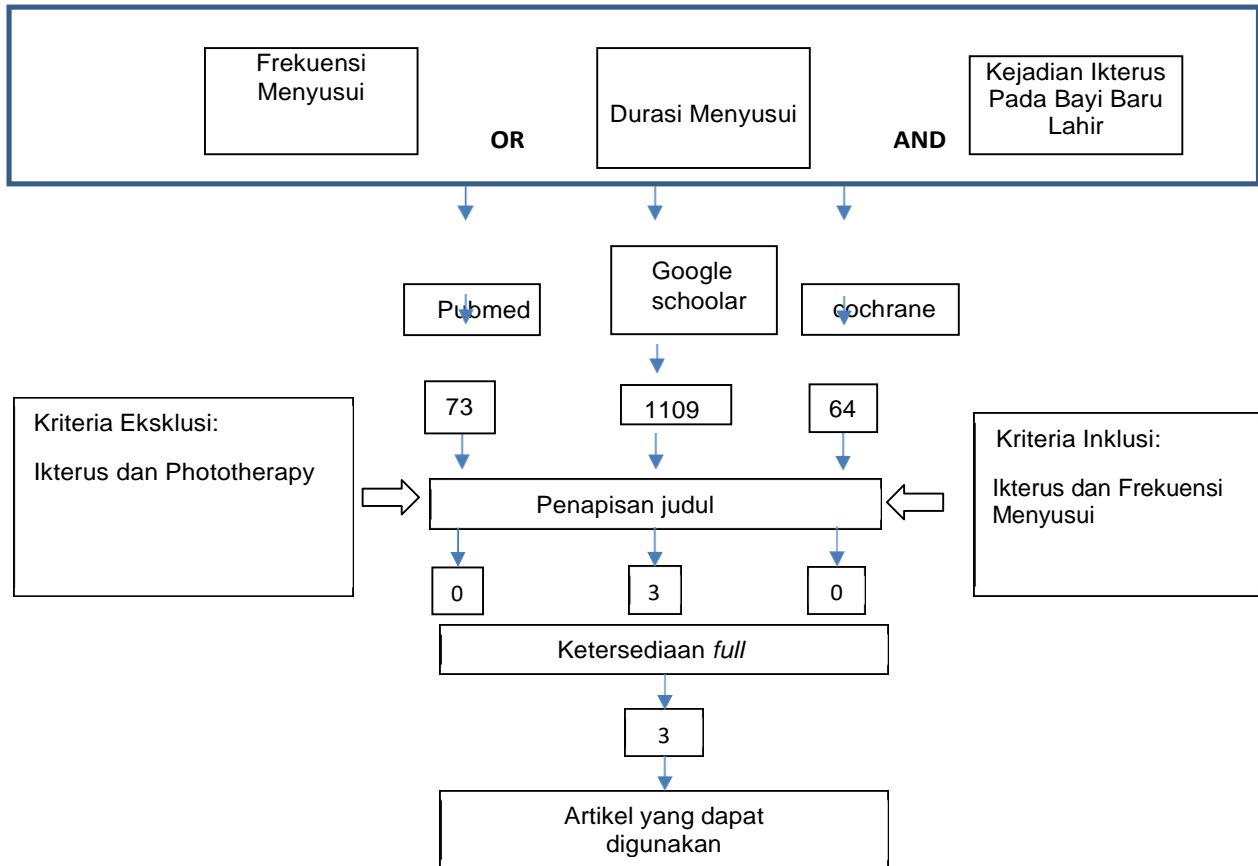 Frekuensi
Menyusui
OR
Durasi Menyusui
AND
Kejadian Ikterus
Pada Bayi Baru
Lahir
Pubmed
Google
schoolar
cochrane
73
1109
64
Kriteria Eksklusi:
Ikterus dan Phototherapy
Penapisan judul
Kriteria Inklusi:
Ikterus dan Frekuensi
Menyusui
0
3
0
Ketersediaan full
3
Artikel yang dapat
digunakan